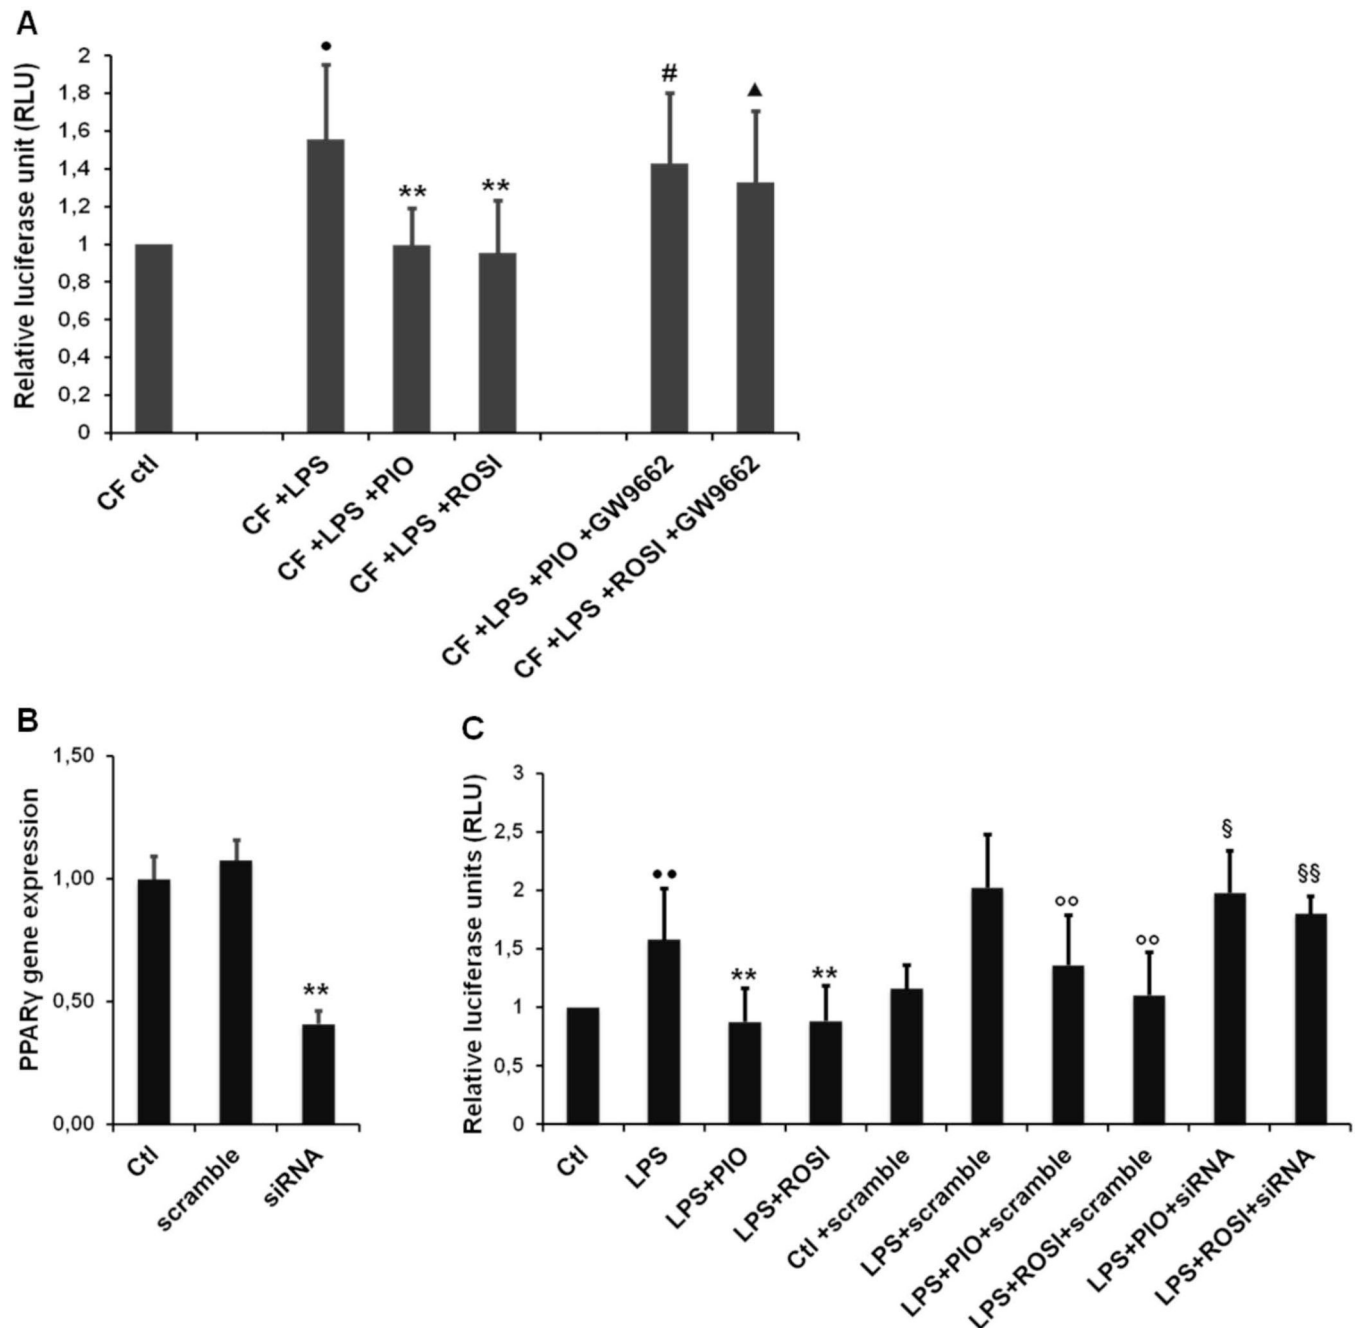 A
Relative luciferase unit (RLU)
2
1,8
1,6
1,4
1,2
1
0,8
0,6
0,4
0,2
0
•
**
**
#
▲
CF ctl
CF +LPS
CF +LPS +PIO
CF +LPS +ROSI
CF +LPS +PIO +GW9662
CF +LPS +ROSI +GW9662
B
PPARγ gene expression
1,50
1,00
0,50
0,00
**
Ctl
scramble
siRNA
C
Relative luciferase units (RLU)
3
2,5
2
1,5
1
0,5
0
••
**
**
°°
°°
§
§§
Ctl
LPS
LPS+PIO
LPS+ROSI
Ctl +scramble
LPS+scramble
LPS+PIO+scramble
LPS+ROSI+scramble
LPS+PIO+siRNA
LPS+ROSI+siRNA